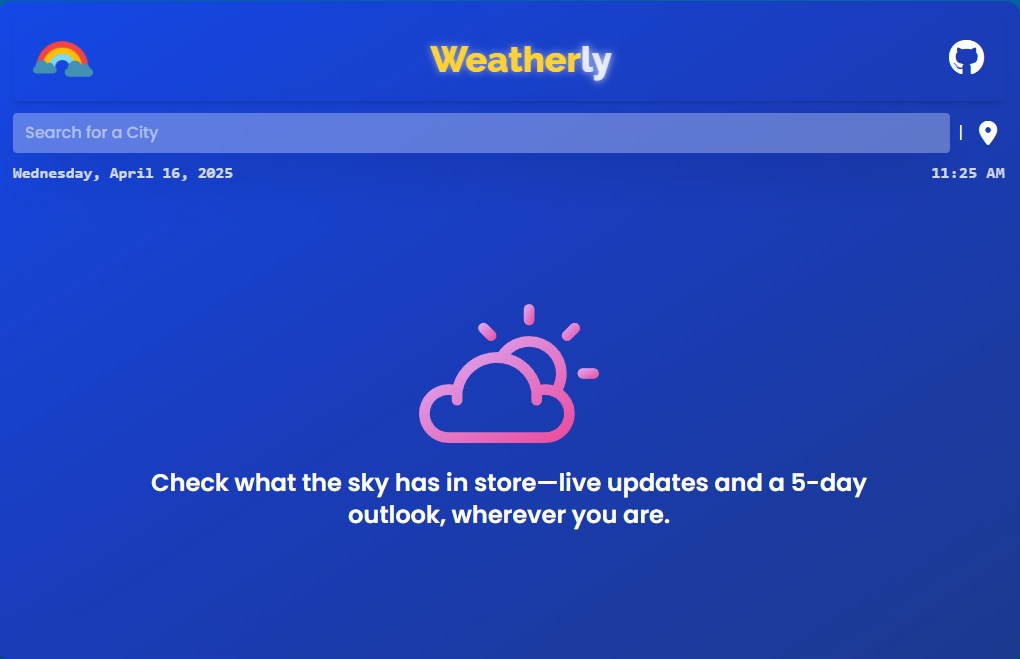 Weatherly
Search for a City
|
Wednesday, April 16, 2025
11:25 AM
Check what the sky has in store—live updates and a 5-day
outlook, wherever you are.